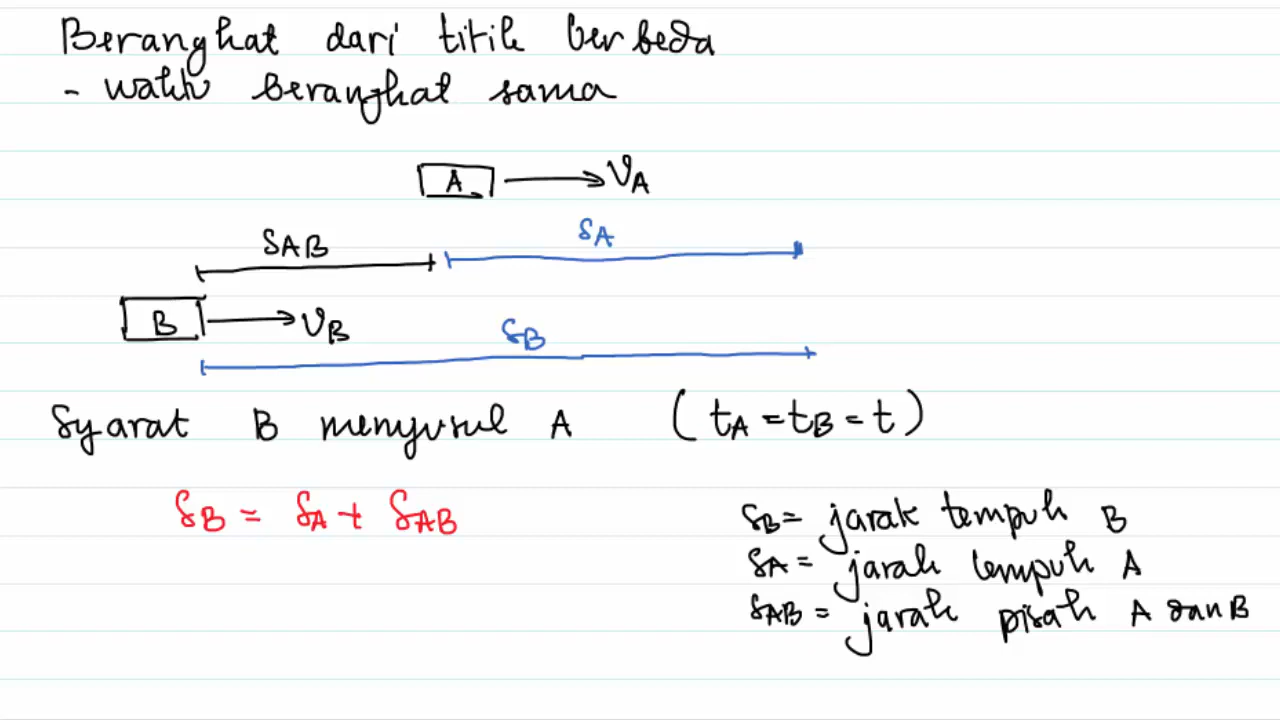 Berangkat dari titik berbeda
- waktu berangkat sama
A
VA
SA
SAB
B
VB
SB
Syarat B menyusul A (tA = tB = t)
SB = SA + SAB
SB = jarak tempuh B
SA = jarak tempuh A
SAB = jarak pisah A dan B